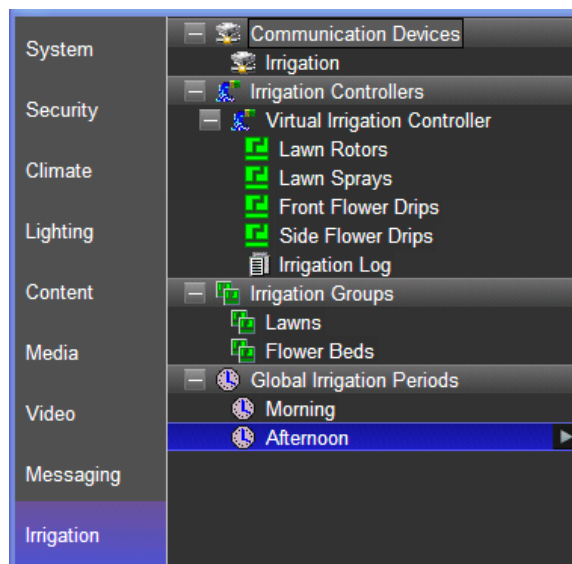 System
Security
Climate
Lighting
Content
Media
Video
Messaging
Irrigation
Communication Devices
Irrigation
Irrigation Controllers
Virtual Irrigation Controller
Lawn Rotors
Lawn Sprays
Front Flower Drips
Side Flower Drips
Irrigation Log
Irrigation Groups
Lawns
Flower Beds
Global Irrigation Periods
Morning
Afternoon